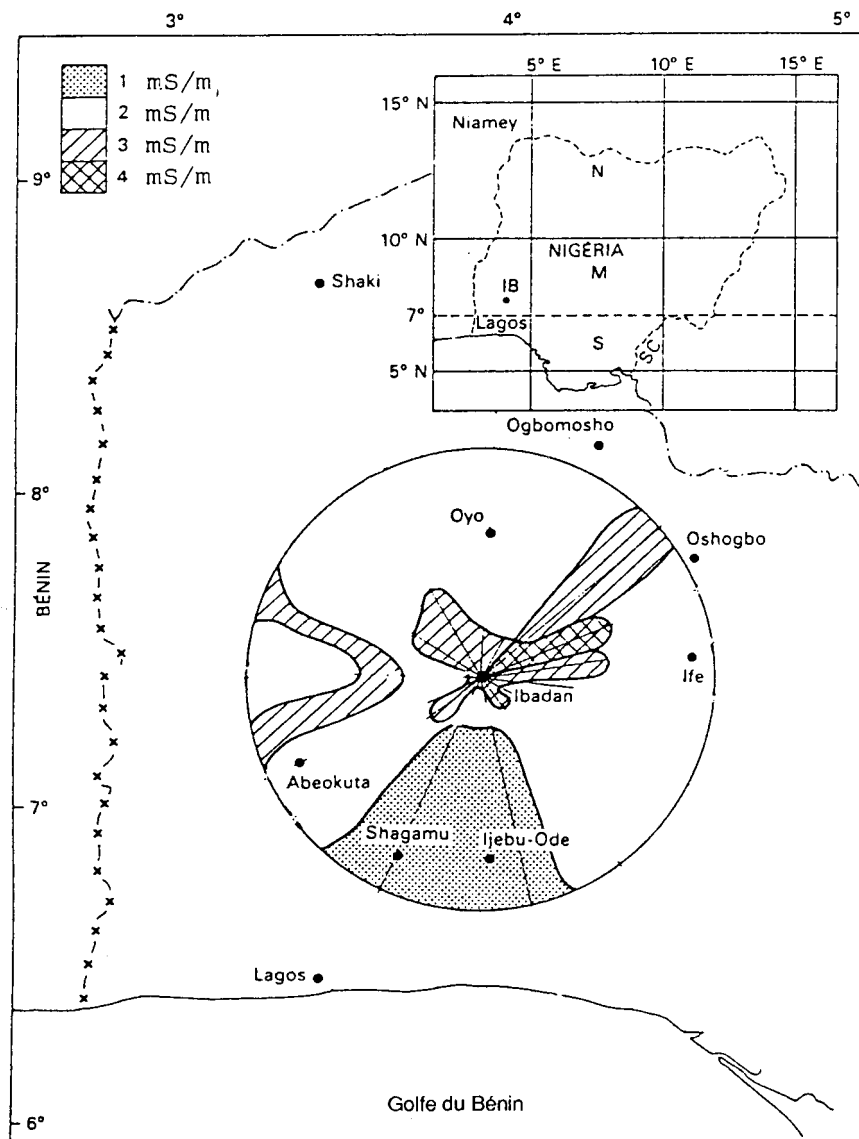 3°
4°
5°
1 mS/m,
2 mS/m
3 mS/m
4 mS/m
5° E
10° E
15° E
15° N
Niamey
N
9°
10° N
NIGÉRIA
M
Shaki
IB
7°
Lagos
S
SC
5° N
Ogbomosho
8°
Oyo
Oshogbo
BÉNIN
Ife
Ibadan
Abeokuta
7°
Shagamu
Ijebu-Ode
Lagos
Golfe du Bénin
6°